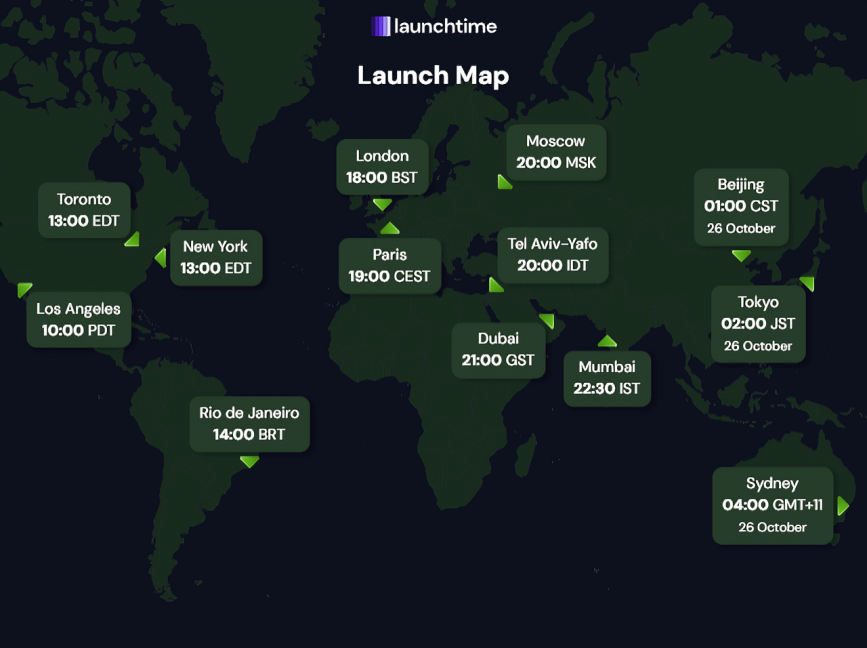 launchtime
Launch Map
Moscow
20:00 MSK
London
18:00 BST
Beijing
01:00 CST
26 October
Toronto
13:00 EDT
New York
13:00 EDT
Paris
19:00 CEST
Tel Aviv-Yafo
20:00 IDT
Los Angeles
10:00 PDT
Dubai
21:00 GST
Mumbai
22:30 IST
Tokyo
02:00 JST
26 October
Rio de Janeiro
14:00 BRT
Sydney
04:00 GMT+11
26 October